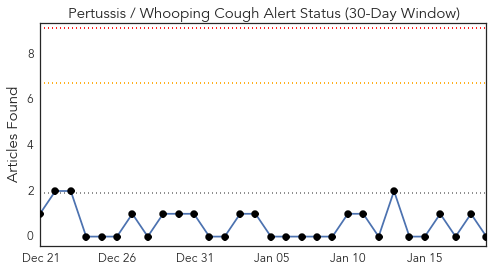 Pertussis / Whooping Cough Alert Status (30-Day Window)
Articles Found
8
6
4
2
0
Dec 21 Dec 26 Dec 31 Jan 05 Jan 10 Jan 15